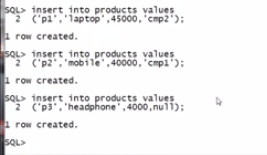 SQL> insert into products values
2 ('p1','laptop',45000,'cmp2');
1 row created.
SQL> insert into products values
2 ('p2','mobile',40000,'cmp1');
1 row created.
SQL> insert into products values
2 ('p3','headphone',4000,null);
1 row created.
SQL>